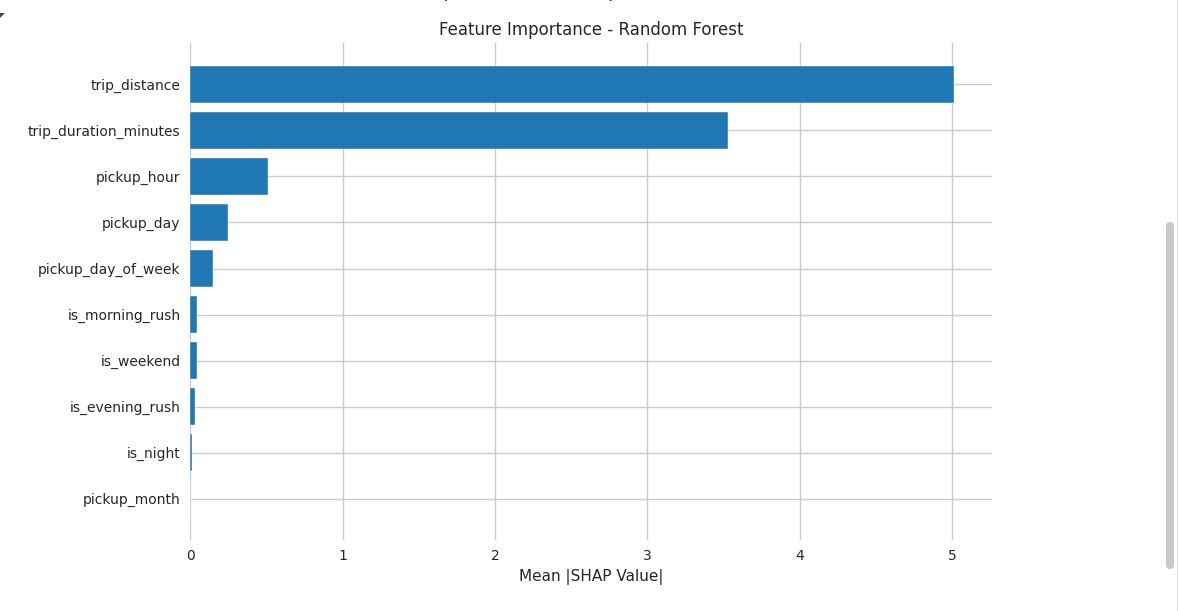 Feature Importance - Random Forest
trip_distance
trip_duration_minutes
pickup_hour
pickup_day
pickup_day_of_week
is_morning_rush
is_weekend
is_evening_rush
is_night
pickup_month
0 1 2 3 4 5
Mean |SHAP Value|